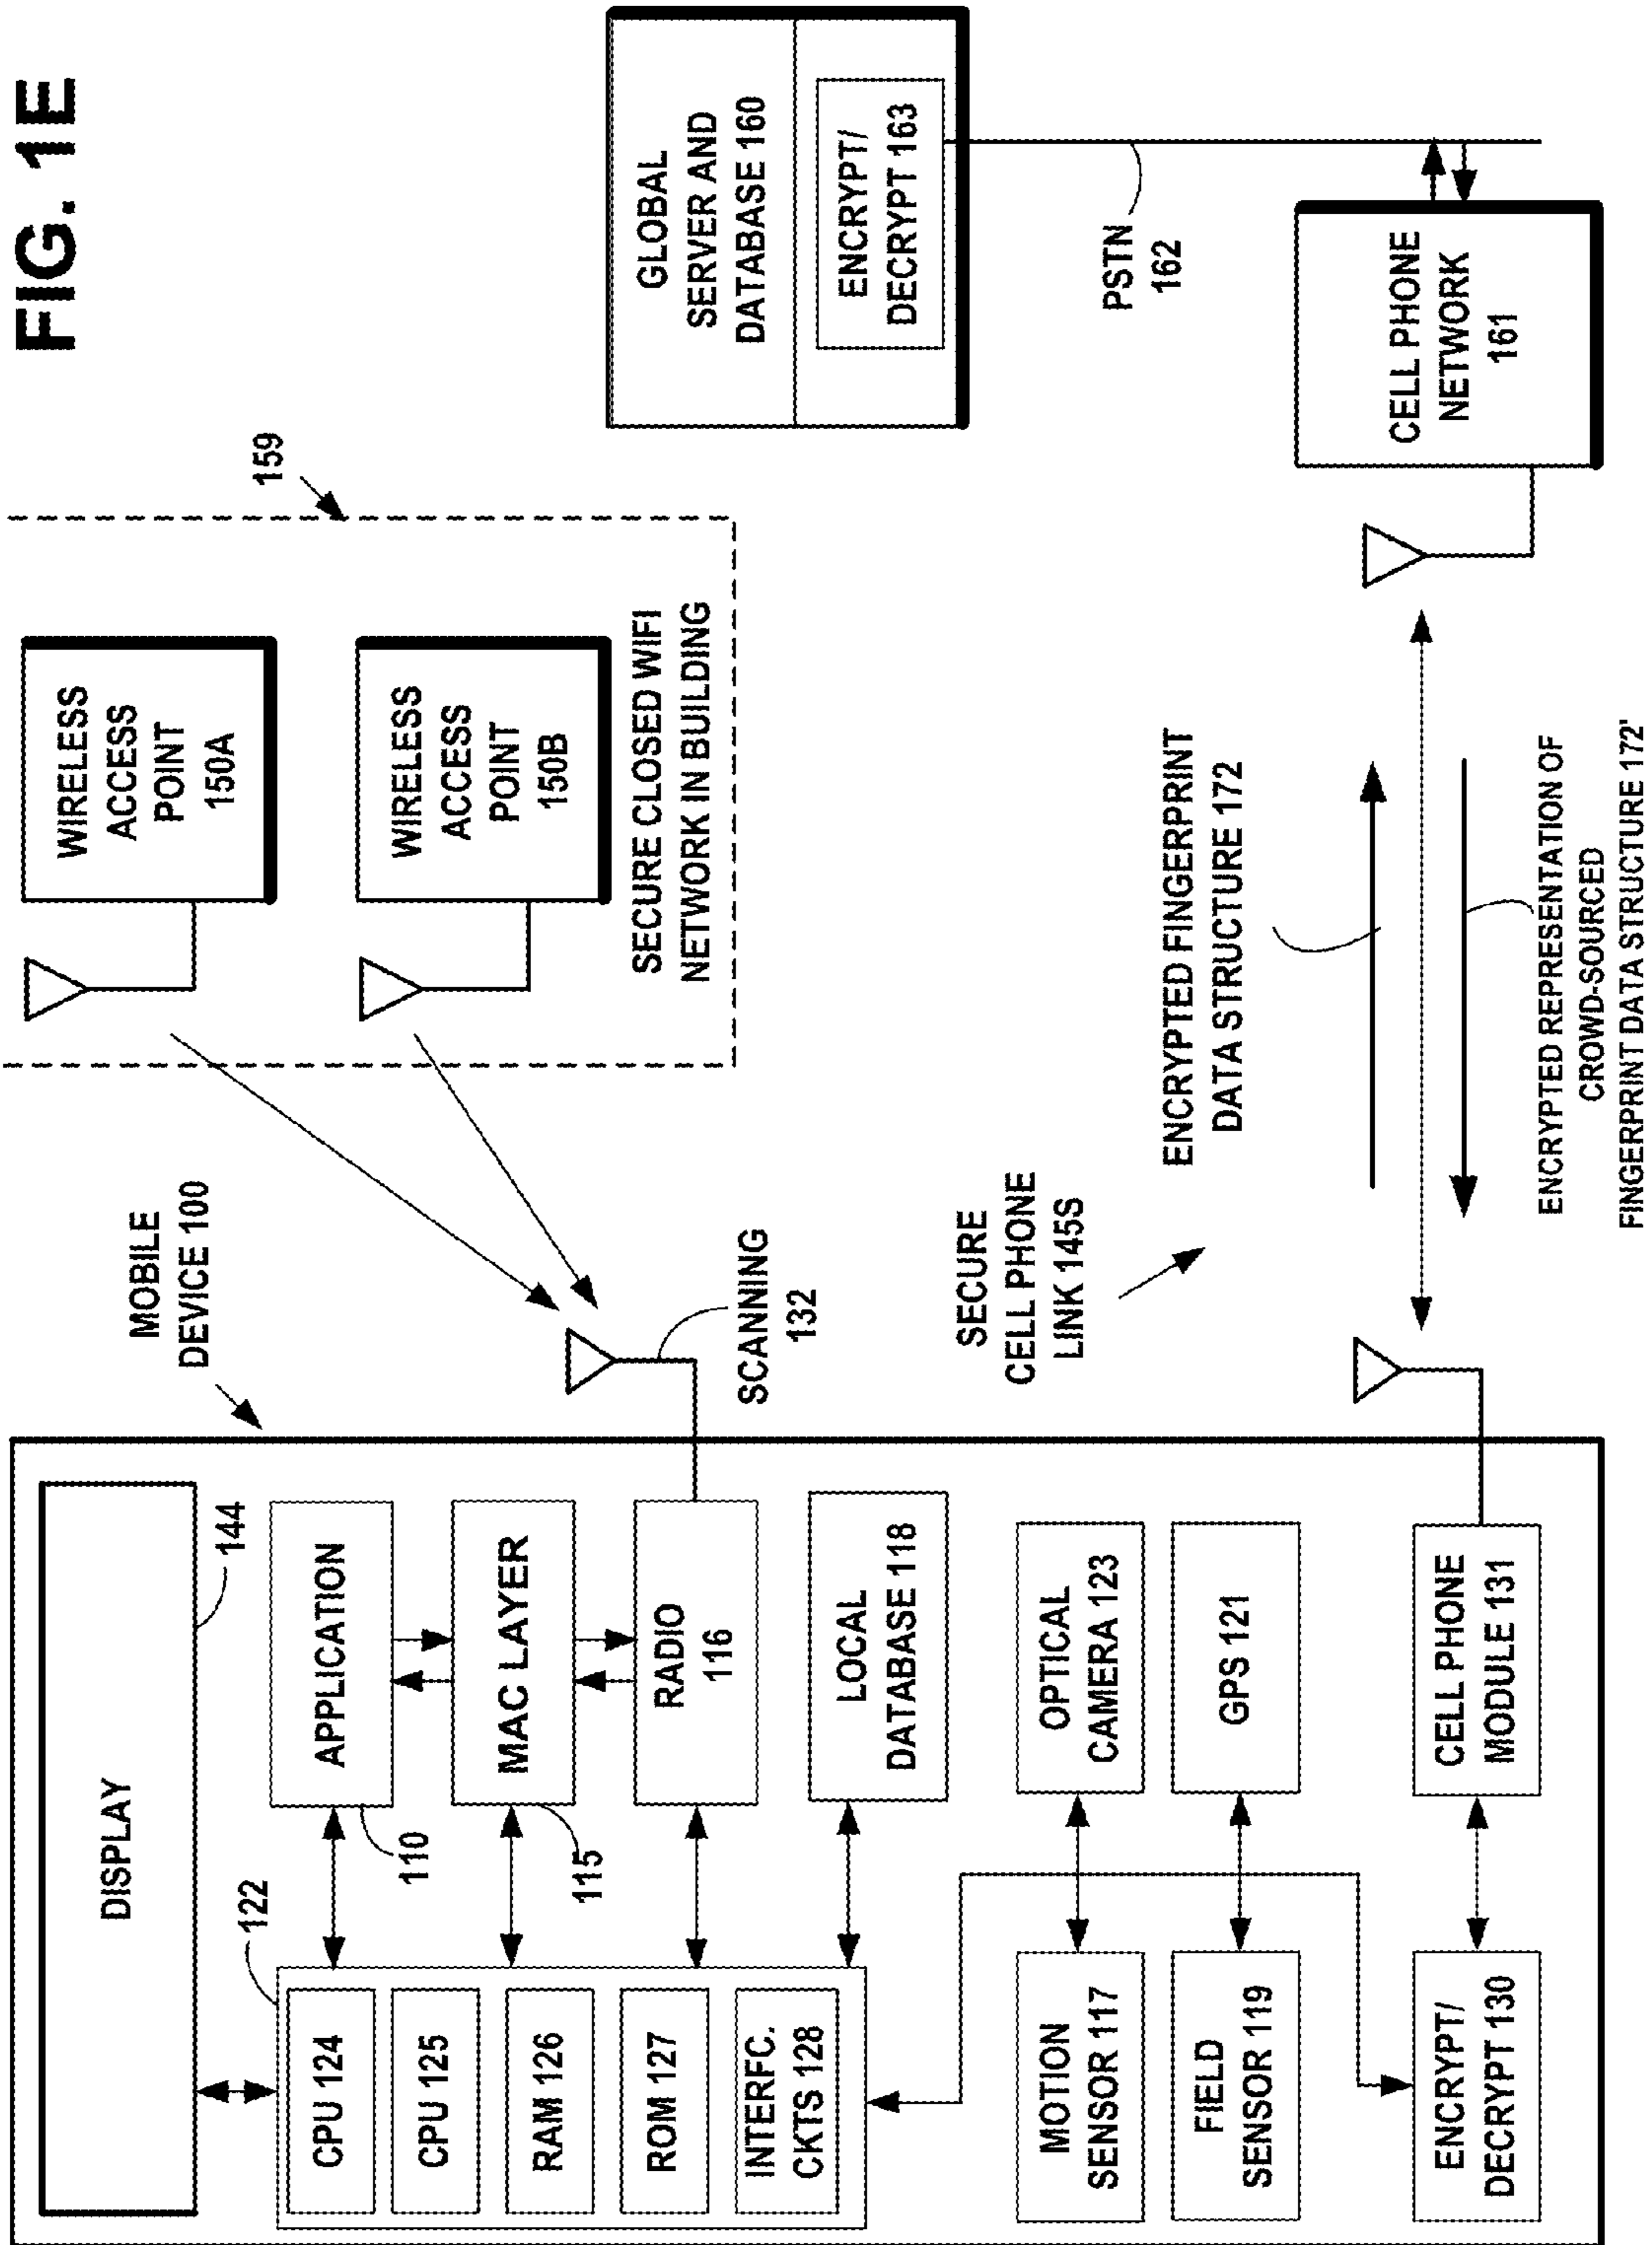 FIG. 1E
MOBILE
DEVICE 100
DISPLAY
144
122
CPU 124
CPU 125
RAM 126
ROM 127
INTERFC.
CKTS 128
APPLICATION
110
MAC LAYER
115
RADIO
116
LOCAL
DATABASE 118
MOTION
SENSOR 117
OPTICAL
CAMERA 123
FIELD
SENSOR 119
GPS 121
ENCRYPT/
DECRYPT 130
CELL PHONE
MODULE 131
SCANNING
132
WIRELESS
ACCESS
POINT
150A
WIRELESS
ACCESS
POINT
150B
SECURE CLOSED WIFI
NETWORK IN BUILDING
159
SECURE
CELL PHONE
LINK 145S
ENCRYPTED FINGERPRINT
DATA STRUCTURE 172
ENCRYPTED REPRESENTATION OF
CROWD-SOURCED
FINGERPRINT DATA STRUCTURE 172'
GLOBAL
SERVER AND
DATABASE 160
ENCRYPT/
DECRYPT 163
PSTN
162
CELL PHONE
NETWORK
161